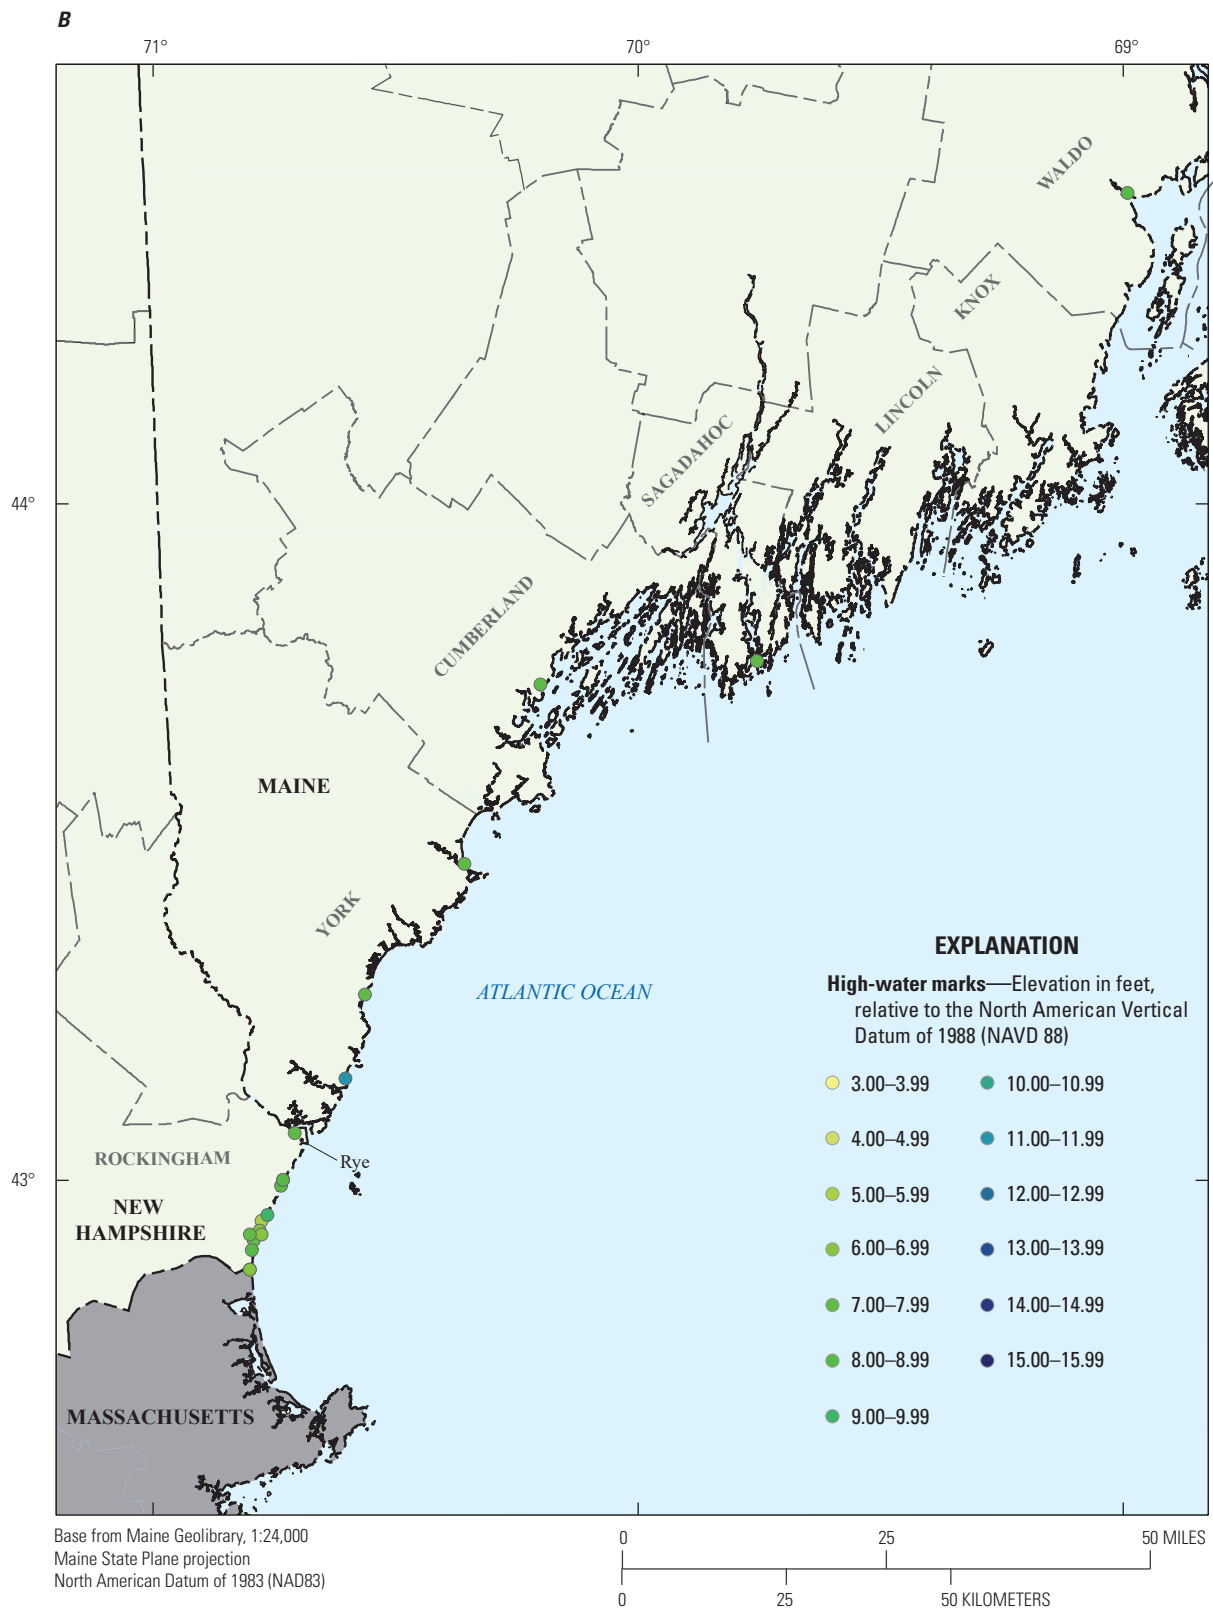 B
71°
70°
69°
WALDO
KNOX
LINCOLN
SAGADAHOC
44°
CUMBERLAND
MAINE
YORK
ATLANTIC OCEAN
EXPLANATION
High-water marks—Elevation in feet,
relative to the North American Vertical
Datum of 1988 (NAVD 88)
3.00–3.99
10.00–10.99
4.00–4.99
11.00–11.99
5.00–5.99
12.00–12.99
6.00–6.99
13.00–13.99
7.00–7.99
14.00–14.99
8.00–8.99
15.00–15.99
9.00–9.99
ROCKINGHAM
Rye
43°
NEW
HAMPSHIRE
MASSACHUSETTS
Base from Maine Geolibrary, 1:24,000
Maine State Plane projection
North American Datum of 1983 (NAD83)
0
25
50 MILES
0
25
50 KILOMETERS